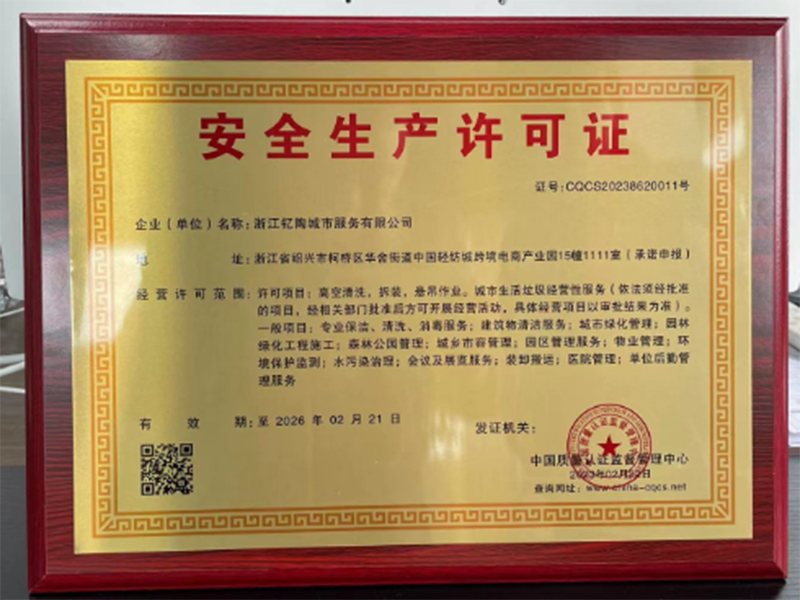 安全生产许可证
证号:CQCS20238620011号
企业(单位)名称:浙江钇陶城市服务有限公司
地址:浙江省绍兴市柯桥区华舍街道中国轻纺城跨境电商产业园15幢1111室(承诺申报)
经营许可范围:许可项目:高空清洗,拆装,悬吊作业。城市生活垃圾经营性服务(依法须经批准
的项目,经相关部门批准后方可开展经营活动,具体经营项目以审批结果为准)。
一般项目;专业保洁、清洗、消毒服务;建筑物清洁服务;城市绿化管理;园林
绿化工程施工;森林公园管理;城乡市容管理;园区管理服务;物业管理;环
境保护监测;水污染治理;会议及展览服务;装卸搬运;医院管理;单位后勤管
理服务
有效期:至 2026 年 02 月 21 日
发证机关:
中国质量认证监督管理中心
2023年02月22日
查询网址:www.china-cqcs.net